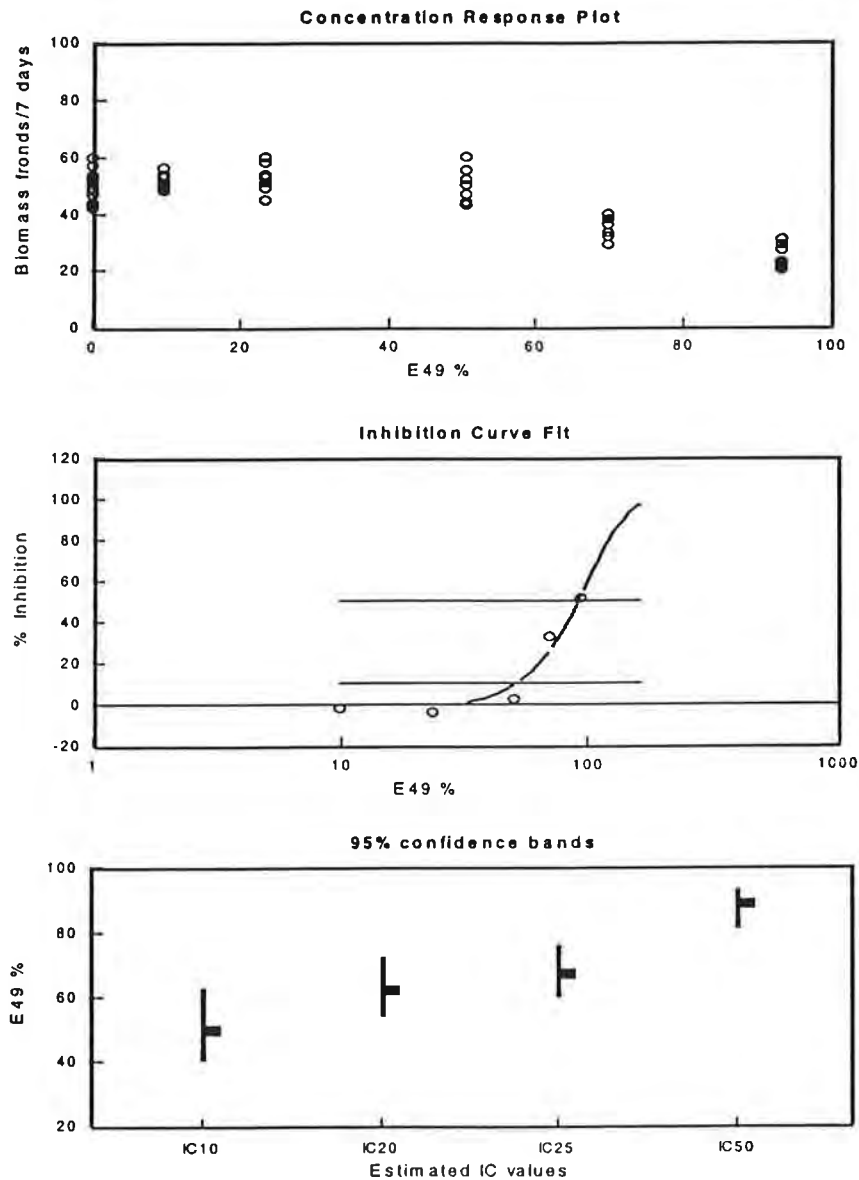 Concentration Response Plot
Biomass fronds/7 days
100
80
60
40
20
0
0 20 40 60 80 100
E49 %
Inhibition Curve Fit
% Inhibition
120
100
80
60
40
20
0
-20
1 10 100 1000
E49 %
95% confidence bands
E49 %
100
80
60
40
20
IC10 IC20 IC25 IC50
Estimated IC values